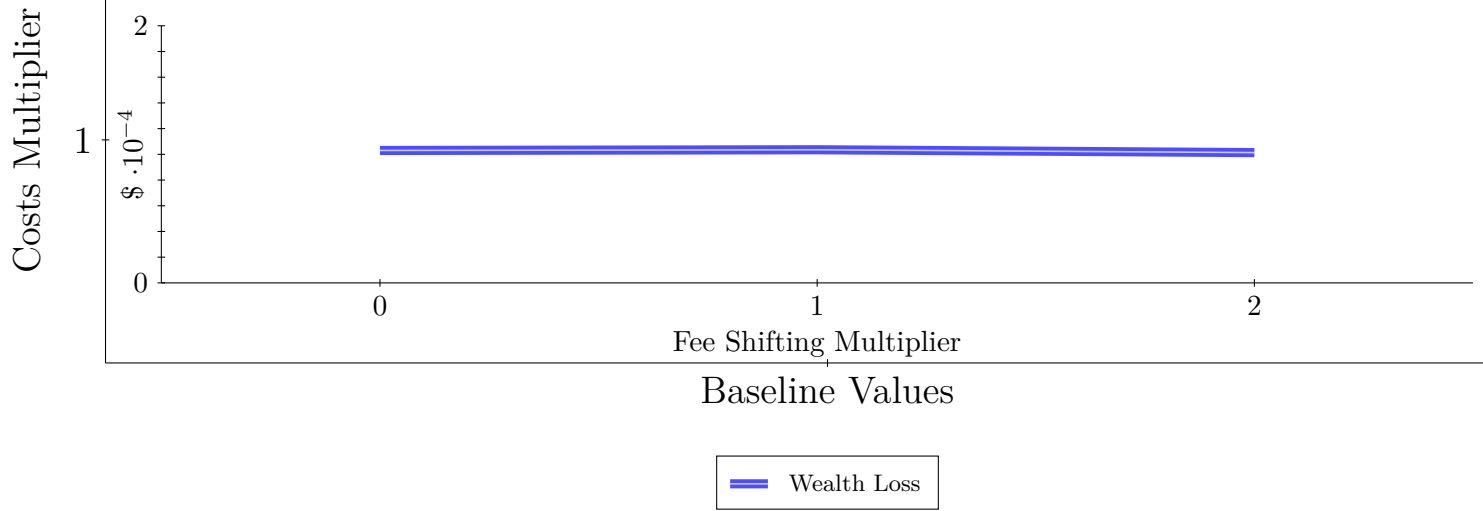 Costs Multiplier
1
$ ·10⁻⁴
2
0
0 1 2
Fee Shifting Multiplier
Baseline Values
Wealth Loss